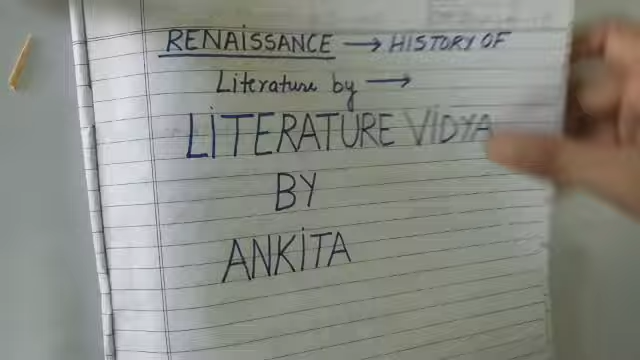 RENAISSANCE → HISTORY OF
Literature by →
LITERATURE VIDYA
BY
ANKITA